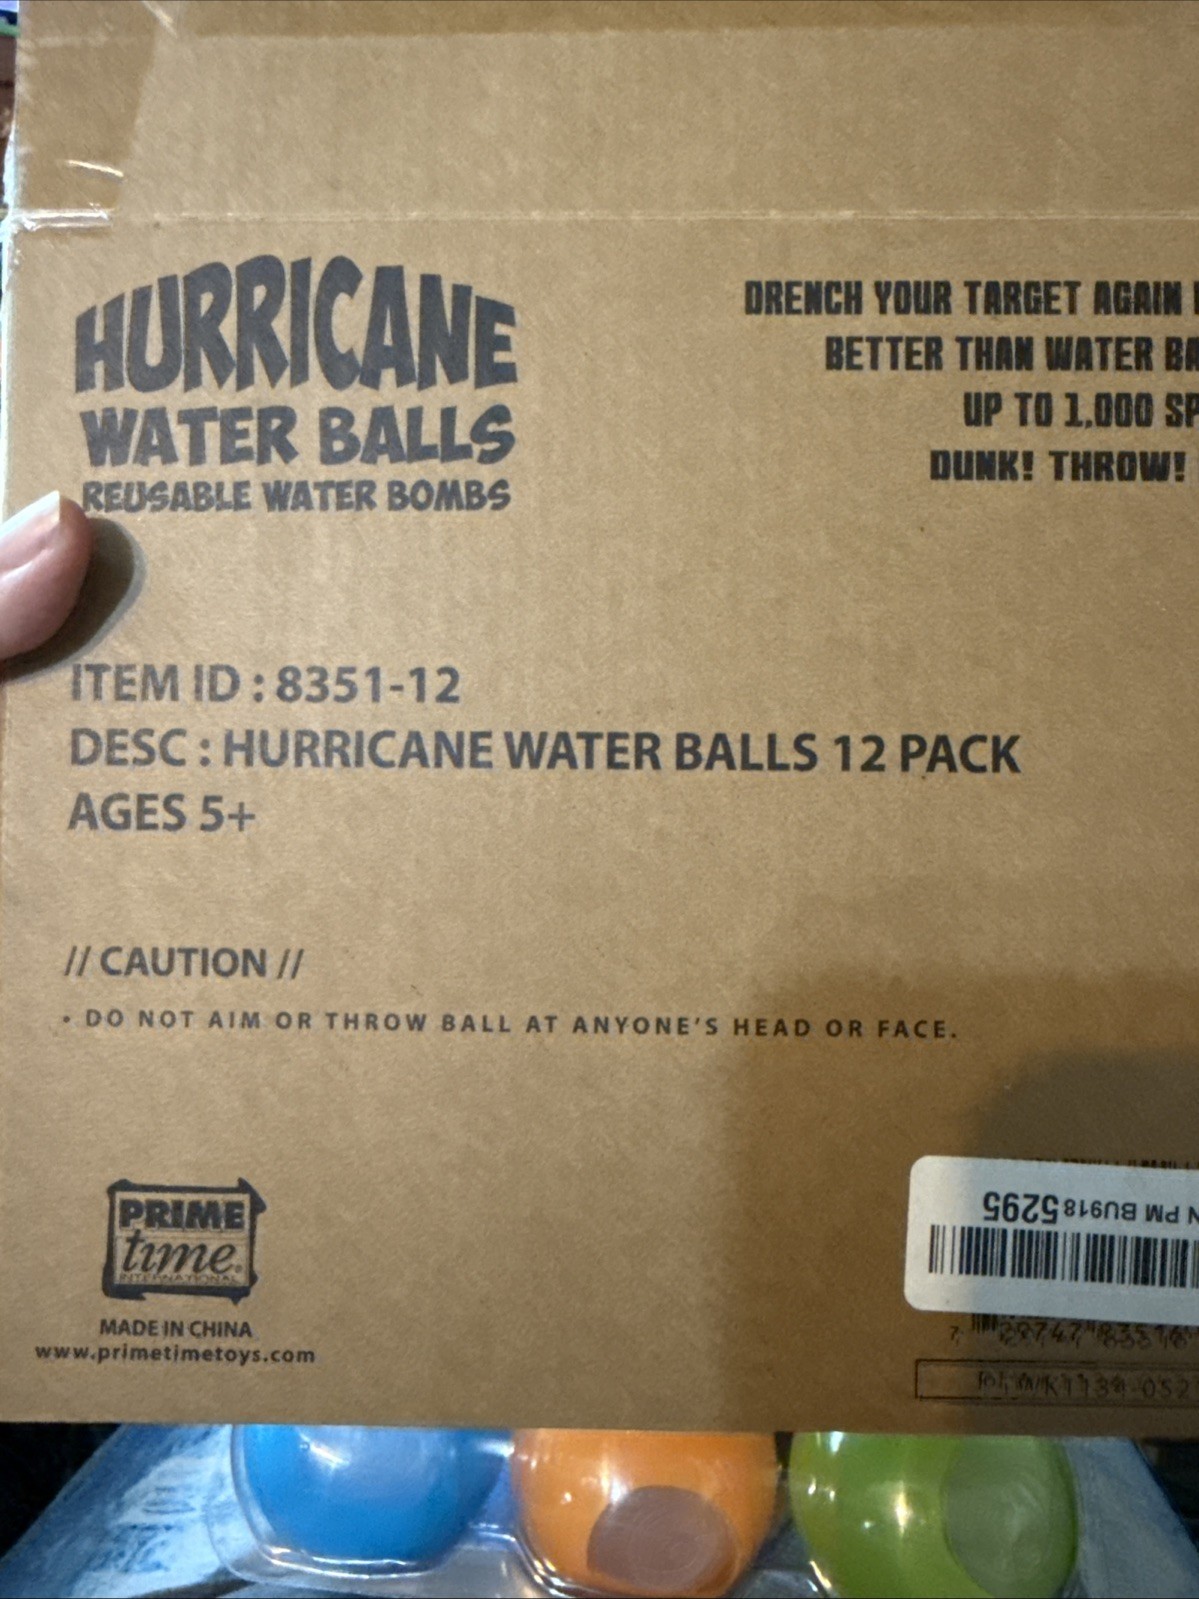 HURRICANE
WATER BALLS
REUSABLE WATER BOMBS
DRENCH YOUR TARGET AGAIN
BETTER THAN WATER
UP TO 1,000
DUNK! THROW!
ITEM ID : 8351-12
DESC : HURRICANE WATER BALLS 12 PACK
AGES 5+
// CAUTION //
• DO NOT AIM OR THROW BALL AT ANYONE'S HEAD OR FACE.
PRIME
time®
INTERNATIONAL
MADE IN CHINA
www.primetimetoys.com
PM BU918 5295
7